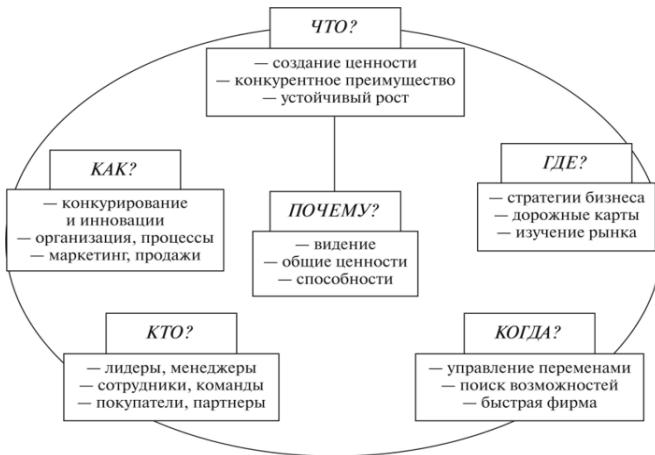 ЧТО?
— создание ценности
— конкурентное преимущество
— устойчивый рост
КАК?
— конкурирование
и инновации
— организация, процессы
— маркетинг, продажи
ПОЧЕМУ?
— видение
— общие ценности
— способности
ГДЕ?
— стратегии бизнеса
— дорожные карты
— изучение рынка
КТО?
— лидеры, менеджеры
— сотрудники, команды
— покупатели, партнеры
КОГДА?
— управление переменами
— поиск возможностей
— быстрая фирма